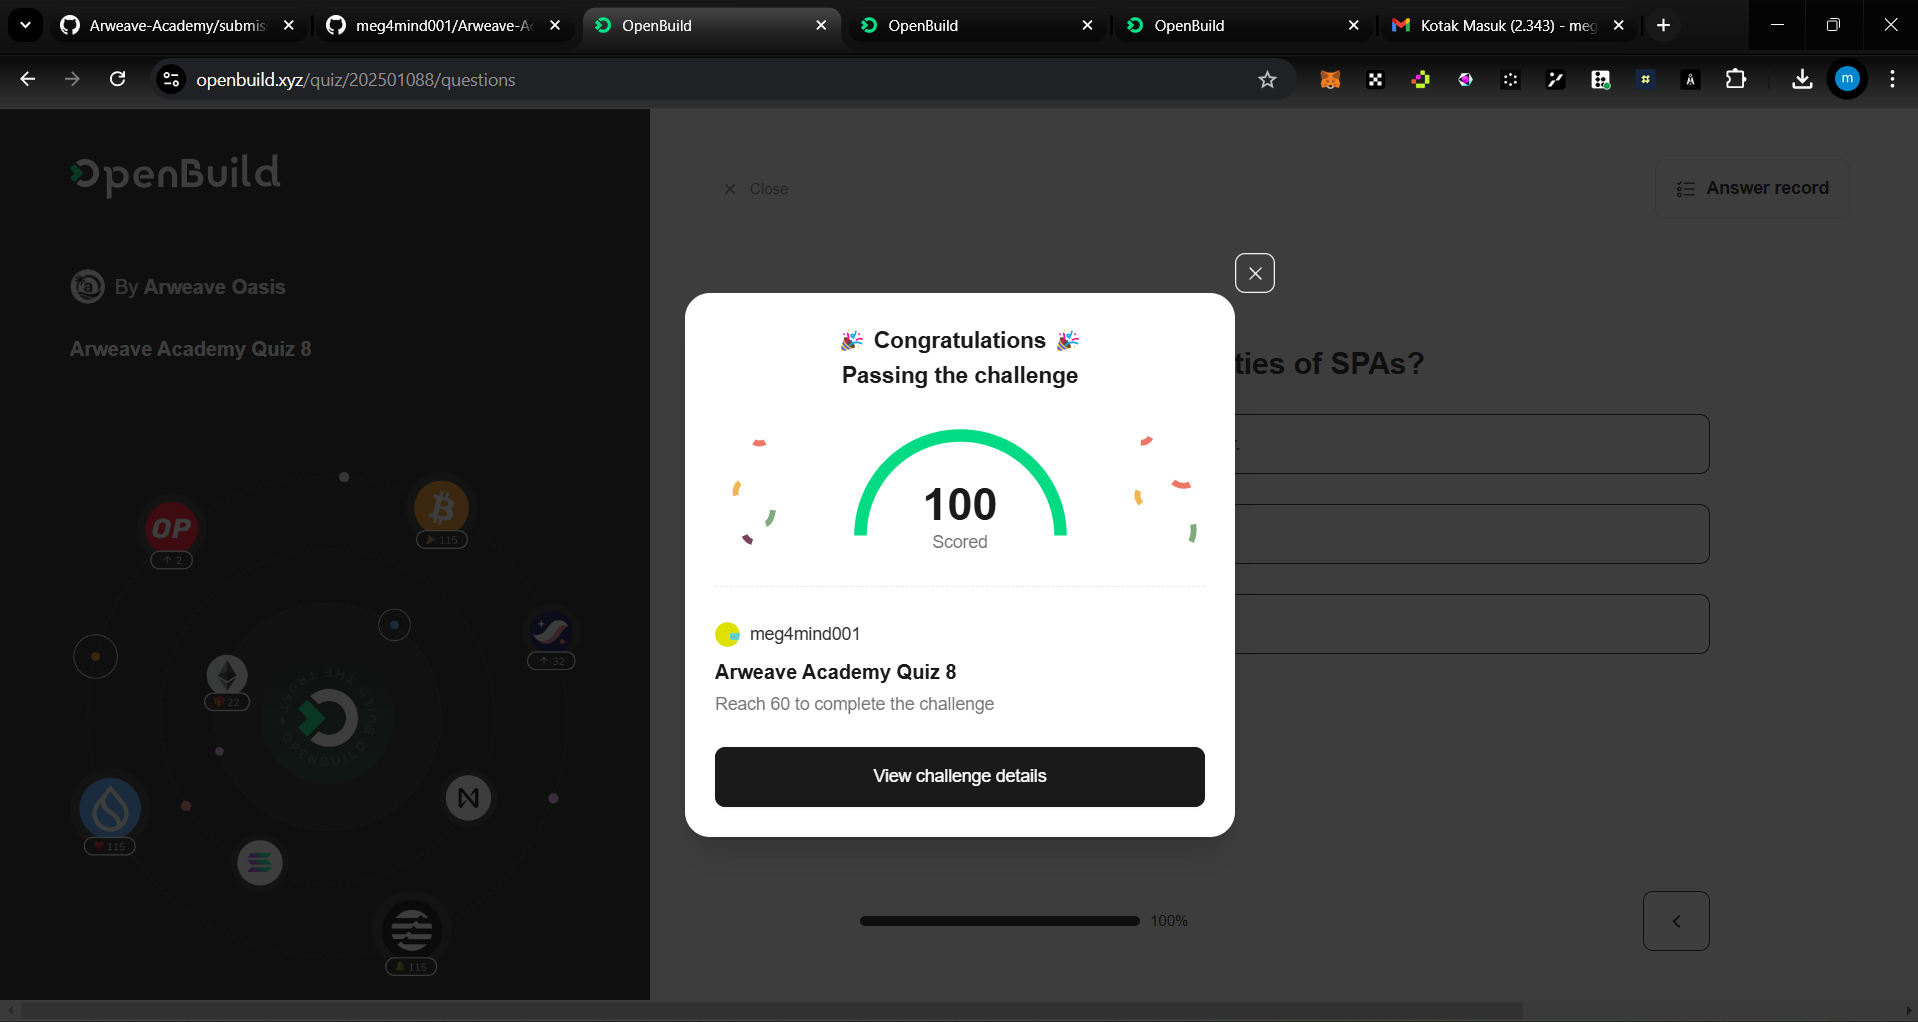 Arweave-Academy/submis
meg4mind001/Arweave-Ac
OpenBuild
OpenBuild
OpenBuild
Kotak Masuk (2.343) - meg
openbuild.xyz/quiz/202501088/questions
m
OpenBuild
Close
Answer record
By Arweave Oasis
Arweave Academy Quiz 8
ties of SPAs?
🎉 Congratulations 🎉
Passing the challenge
100
Scored
meg4mind001
Arweave Academy Quiz 8
Reach 60 to complete the challenge
View challenge details
100%
OP
2
115
32
22
115
115